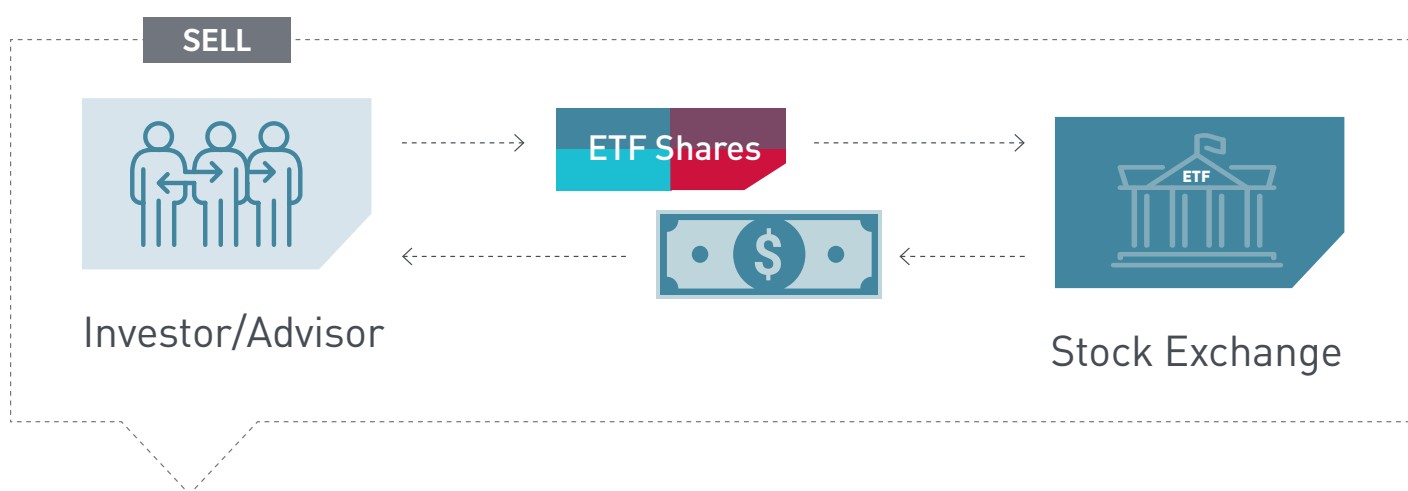 SELL
ETF Shares
ETF
$
Investor/Advisor
Stock Exchange